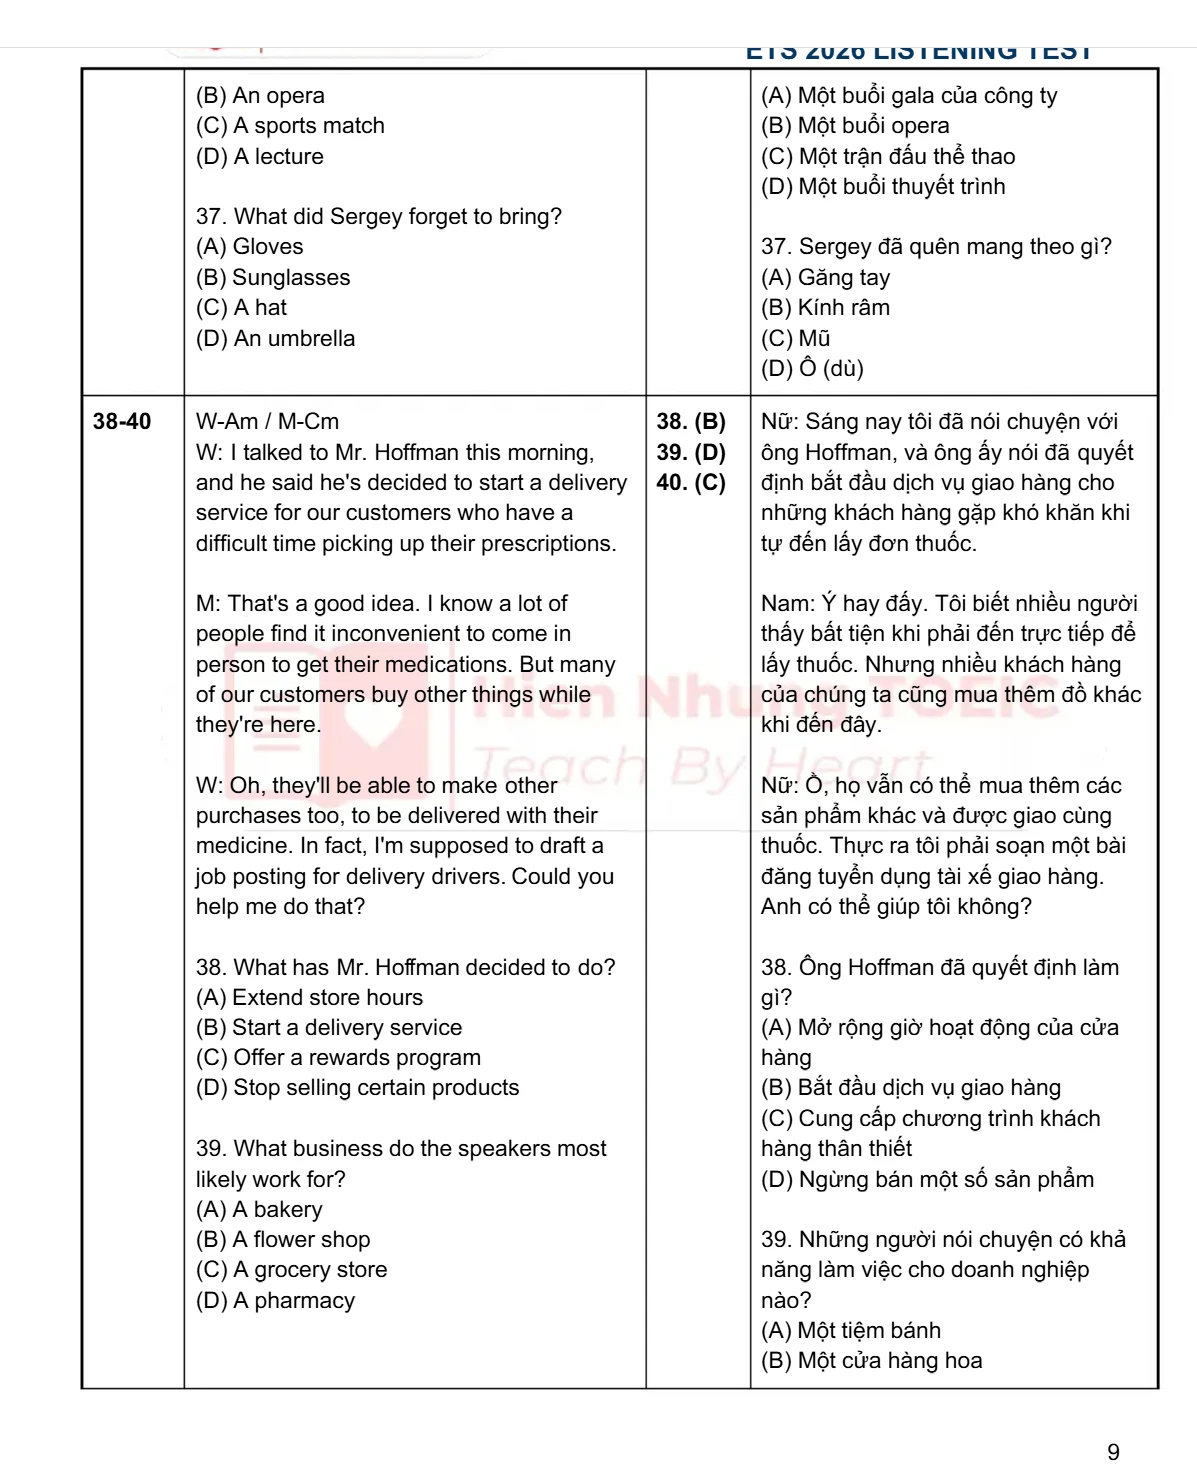 ETS 2026 LISTENING TEST
(B) An opera
(C) A sports match
(D) A lecture
37. What did Sergey forget to bring?
(A) Gloves
(B) Sunglasses
(C) A hat
(D) An umbrella
(A) Một buổi gala của công ty
(B) Một buổi opera
(C) Một trận đấu thể thao
(D) Một buổi thuyết trình
37. Sergey đã quên mang theo gì?
(A) Găng tay
(B) Kính râm
(C) Mũ
(D) Ô (dù)
38-40
W-Am / M-Cm
W: I talked to Mr. Hoffman this morning,
and he said he's decided to start a delivery
service for our customers who have a
difficult time picking up their prescriptions.
M: That's a good idea. I know a lot of
people find it inconvenient to come in
person to get their medications. But many
of our customers buy other things while
they're here.
W: Oh, they'll be able to make other
purchases too, to be delivered with their
medicine. In fact, I'm supposed to draft a
job posting for delivery drivers. Could you
help me do that?
38. What has Mr. Hoffman decided to do?
(A) Extend store hours
(B) Start a delivery service
(C) Offer a rewards program
(D) Stop selling certain products
39. What business do the speakers most
likely work for?
(A) A bakery
(B) A flower shop
(C) A grocery store
(D) A pharmacy
38. (B)
39. (D)
40. (C)
Nữ: Sáng nay tôi đã nói chuyện với
ông Hoffman, và ông ấy nói đã quyết
định bắt đầu dịch vụ giao hàng cho
những khách hàng gặp khó khăn khi
tự đến lấy đơn thuốc.
Nam: Ý hay đấy. Tôi biết nhiều người
thấy bất tiện khi phải đến trực tiếp để
lấy thuốc. Nhưng nhiều khách hàng
của chúng ta cũng mua thêm đồ khác
khi đến đây.
Nữ: Ồ, họ vẫn có thể mua thêm các
sản phẩm khác và được giao cùng
thuốc. Thực ra tôi phải soạn một bài
đăng tuyển dụng tài xế giao hàng.
Anh có thể giúp tôi không?
38. Ông Hoffman đã quyết định làm
gì?
(A) Mở rộng giờ hoạt động của cửa
hàng
(B) Bắt đầu dịch vụ giao hàng
(C) Cung cấp chương trình khách
hàng thân thiết
(D) Ngừng bán một số sản phẩm
39. Những người nói chuyện có khả
năng làm việc cho doanh nghiệp
nào?
(A) Một tiệm bánh
(B) Một cửa hàng hoa
Hien Nhung TOEIC
Teach By Heart
9